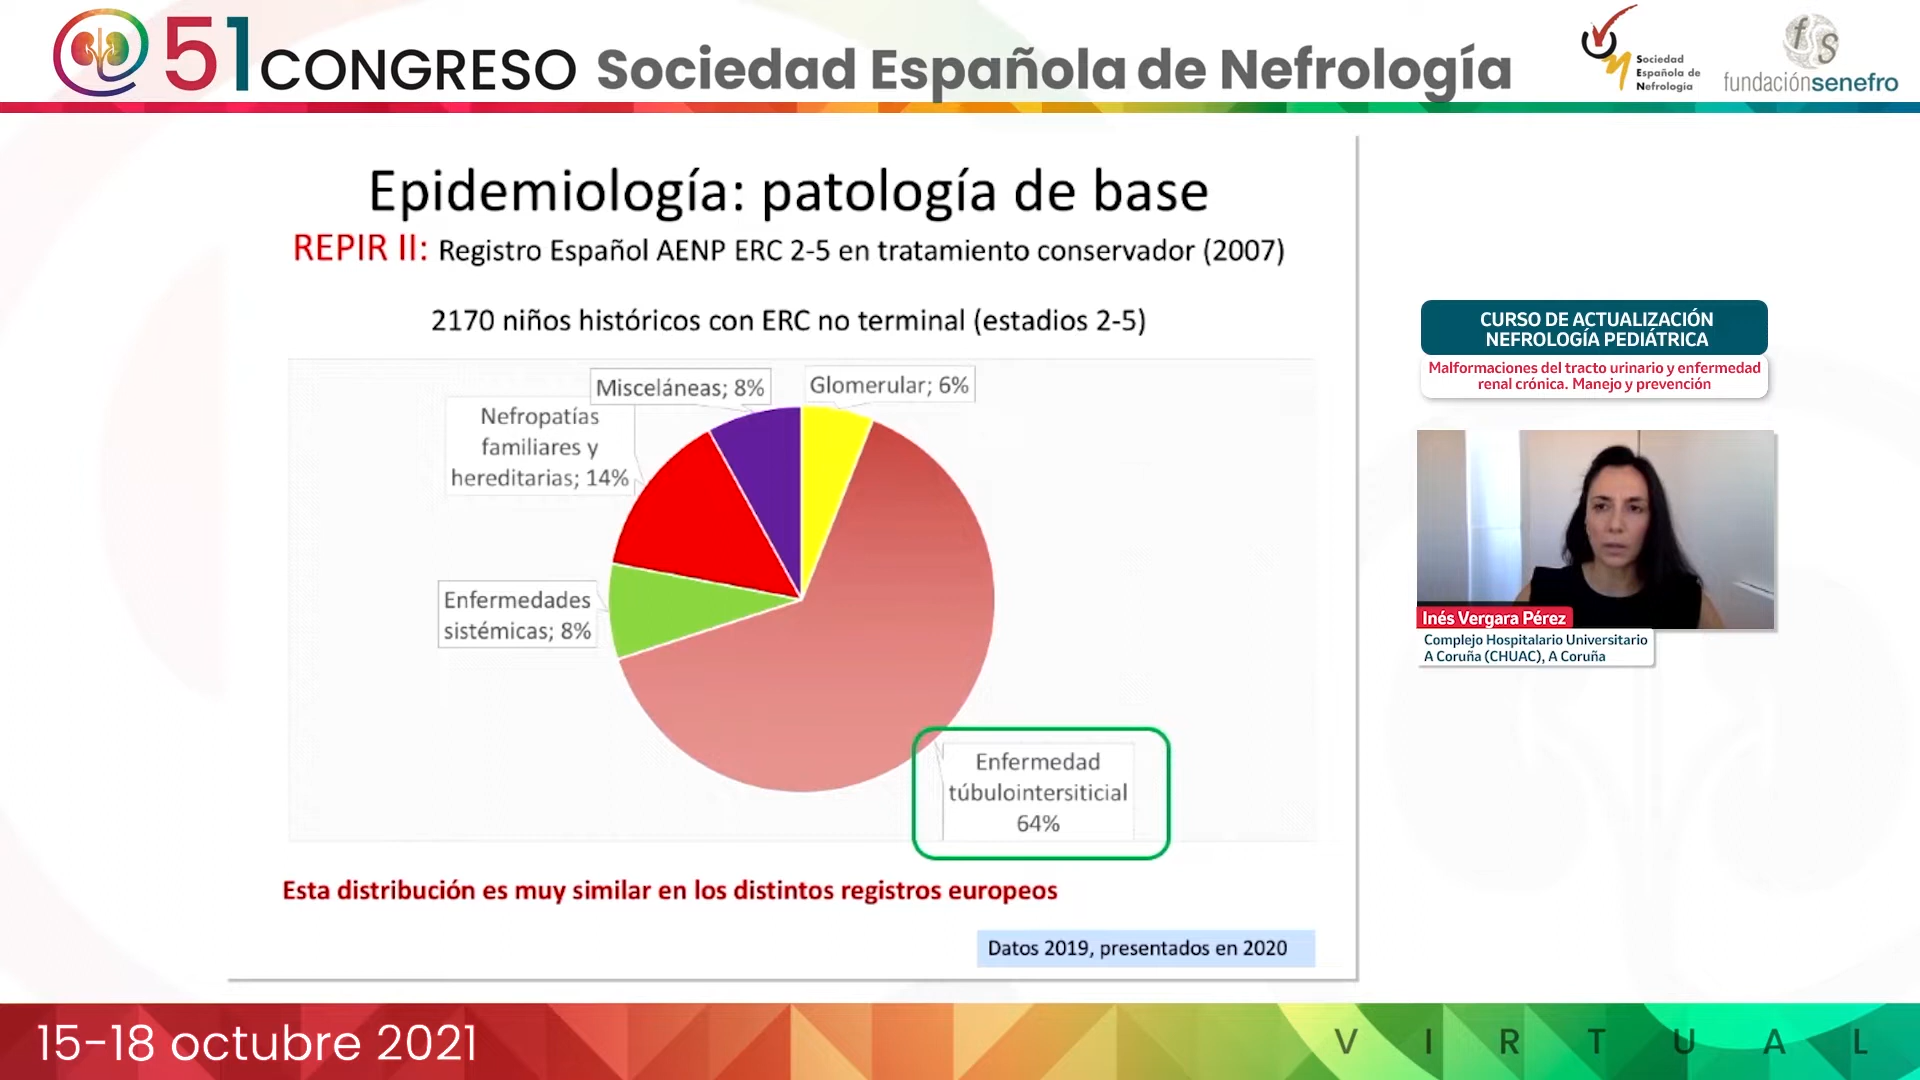 51 CONGRESO Sociedad Española de Nefrología
Sociedad
Española de
Nefrología
fundaciónsenefro
Epidemiología: patología de base
REPIR II: Registro Español AENP ERC 2-5 en tratamiento conservador (2007)
2170 niños históricos con ERC no terminal (estadios 2-5)
Misceláneas; 8%
Glomerular; 6%
Nefropatías
familiares y
hereditarias; 14%
Enfermedades
sistémicas; 8%
Enfermedad
túbulointersiticial
64%
Esta distribución es muy similar en los distintos registros europeos
Datos 2019, presentados en 2020
CURSO DE ACTUALIZACIÓN
NEFROLOGÍA PEDIÁTRICA
Malformaciones del tracto urinario y enfermedad
renal crónica. Manejo y prevención
Inés Vergara Pérez
Complejo Hospitalario Universitario
A Coruña (CHUAC), A Coruña
15-18 octubre 2021
VIRTUAL